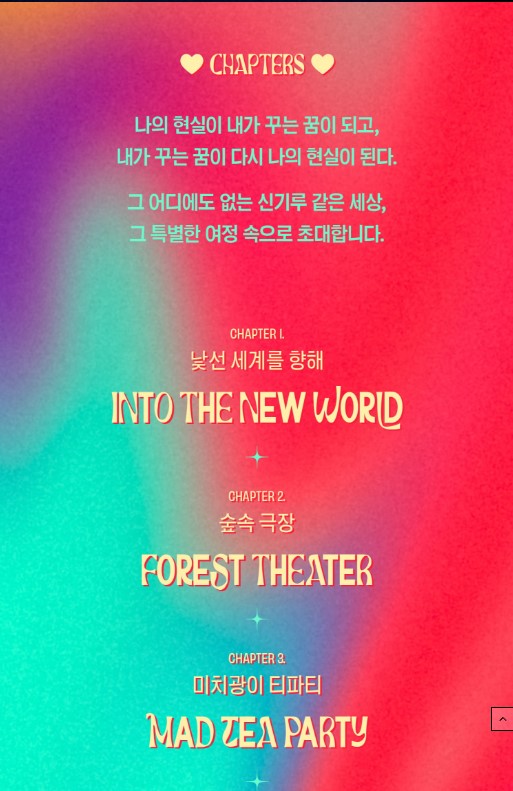 CHAPTERS
나의 현실이 내가 꾸는 꿈이 되고,
내가 꾸는 꿈이 다시 나의 현실이 된다.
그 어디에도 없는 신기루 같은 세상,
그 특별한 여정 속으로 초대합니다.
CHAPTER 1.
낯선 세계를 향해
INTO THE NEW WORLD
CHAPTER 2.
숲속 극장
FOREST THEATER
CHAPTER 3.
미치광이 티파티
MAD TEA PARTY